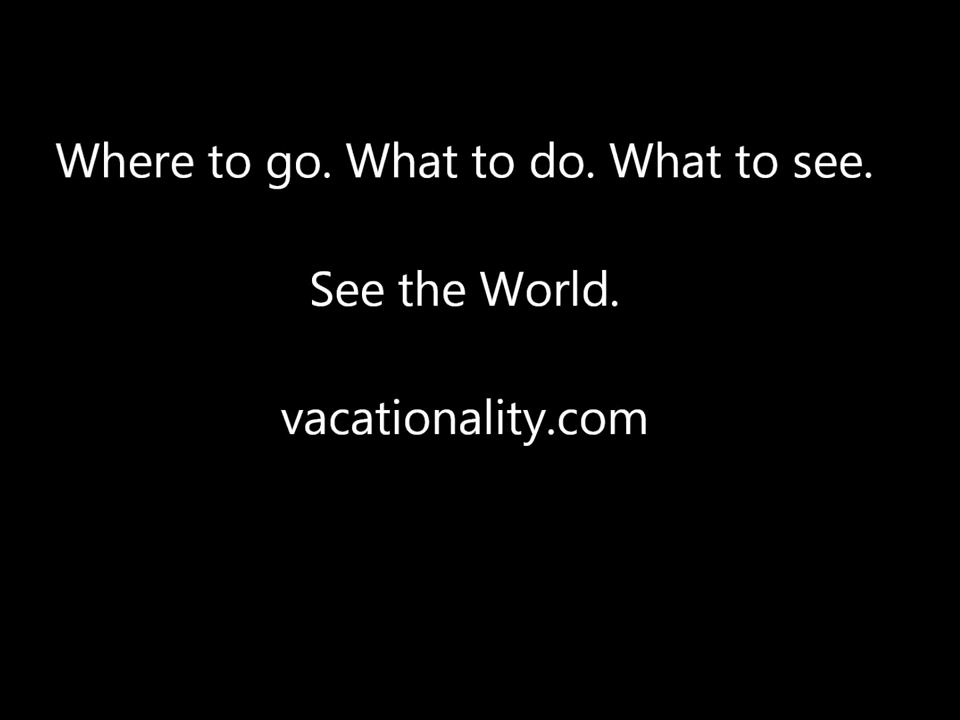 Where to go. What to do. What to see.
See the World.
vacationality.com